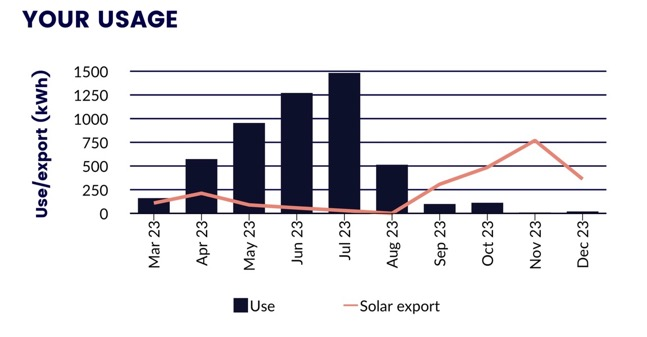 YOUR USAGE
Use/export (kWh)
1500
1250
1000
750
500
250
0
Mar 23
Apr 23
May 23
Jun 23
Jul 23
Aug 23
Sep 23
Oct 23
Nov 23
Dec 23
Use
Solar export